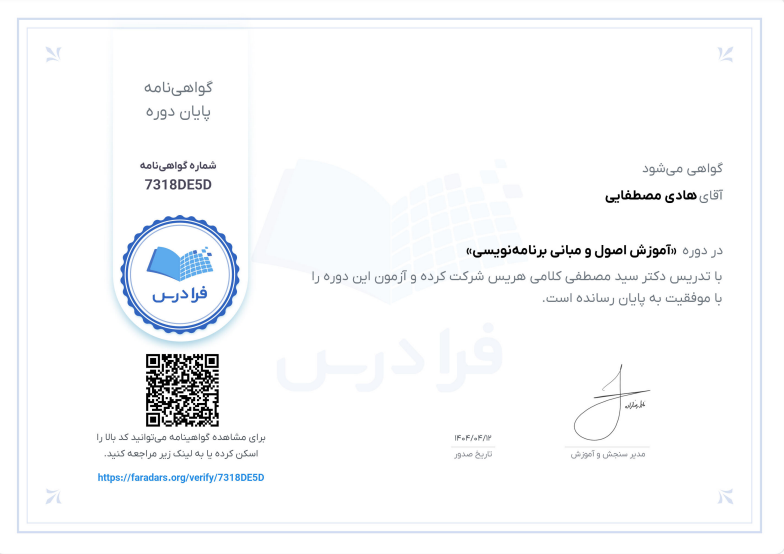 گواهی‌نامه
پایان دوره
شماره گواهی‌نامه
7318DE5D
فرادرس
گواهی می‌شود
آقای هادی مصطفایی
در دوره «آموزش اصول و مبانی برنامه‌نویسی»
با تدریس دکتر سید مصطفی کلامی هریس شرکت کرده و آزمون این دوره را
با موفقیت به پایان رسانده است.
فرادرس
مدیر سنجش و آموزش
۱۴۰۴/۰۴/۱۲
تاریخ صدور
برای مشاهده گواهینامه می‌توانید کد بالا را
اسکن کرده یا به لینک زیر مراجعه کنید.
https://faradars.org/verify/7318DE5D